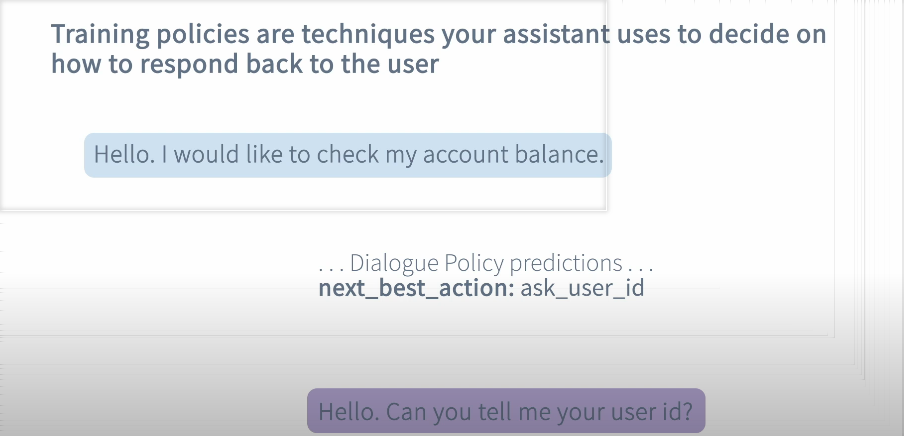 Training policies are techniques your assistant uses to decide on
how to respond back to the user
Hello. I would like to check my account balance.
. . . Dialogue Policy predictions . . .
next_best_action: ask_user_id
Hello. Can you tell me your user id?